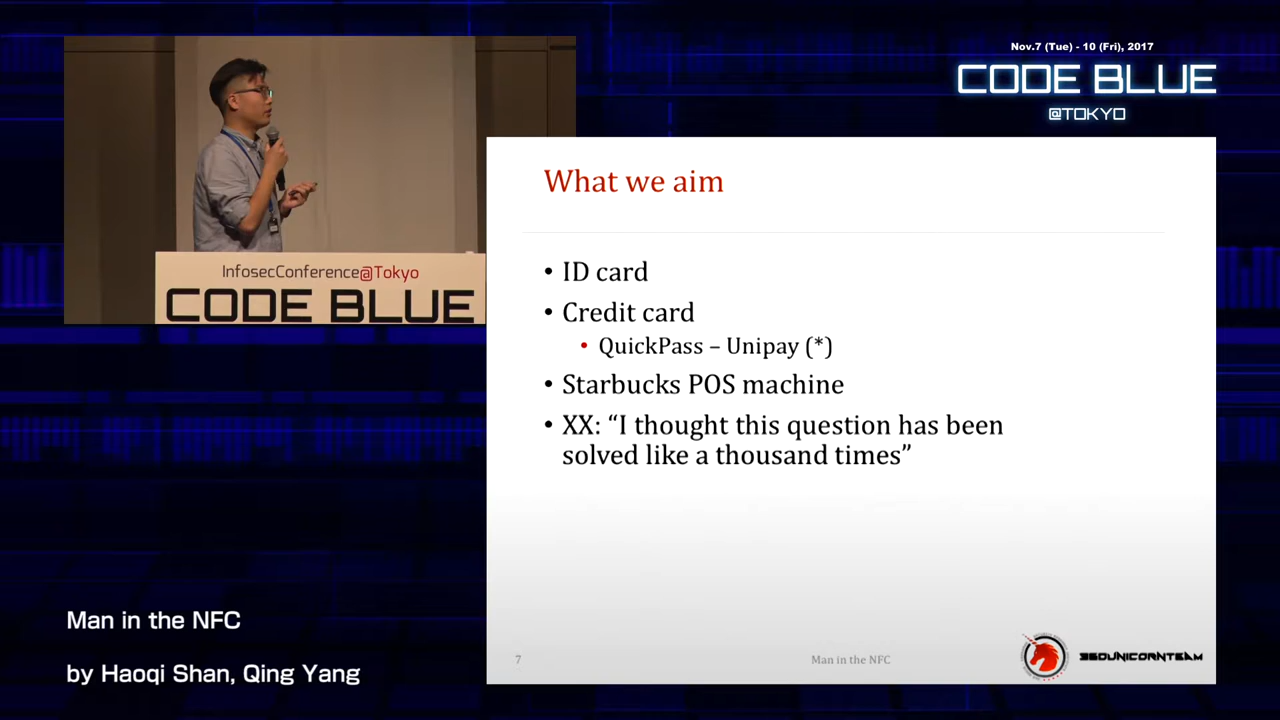 Nov.7 (Tue) - 10 (Fri), 2017
CODE BLUE
@TOKYO
InfosecConference@Tokyo
CODE BLUE
What we aim
• ID card
• Credit card
• QuickPass – Unipay (*)
• Starbucks POS machine
• XX: “I thought this question has been
solved like a thousand times”
7
Man in the NFC
360UNICORNTEAM
Man in the NFC
by Haoqi Shan, Qing Yang